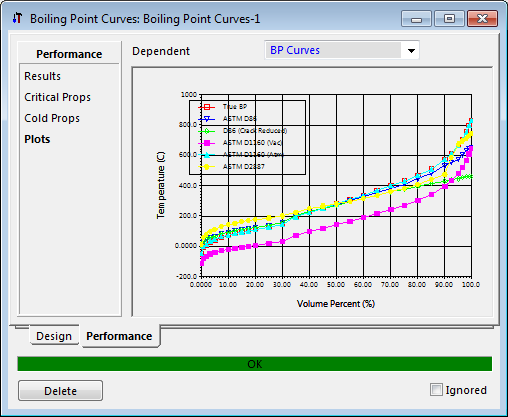 Boiling Point Curves: Boiling Point Curves-1
Performance
Results
Critical Props
Cold Props
Plots
Dependent
BP Curves
1000
800.0
600.0
400.0
200.0
0.0000
-200.0
Temperature (C)
True BP
ASTM D86
D86 (Crack Reduced)
ASTM D1160 (Vac)
ASTM D1160 (Atm)
ASTM D2887
0.0000 10.00 20.00 30.00 40.00 50.00 60.00 70.00 80.00 90.00 100.0
Volume Percent (%)
Design
Performance
OK
Delete
Ignored